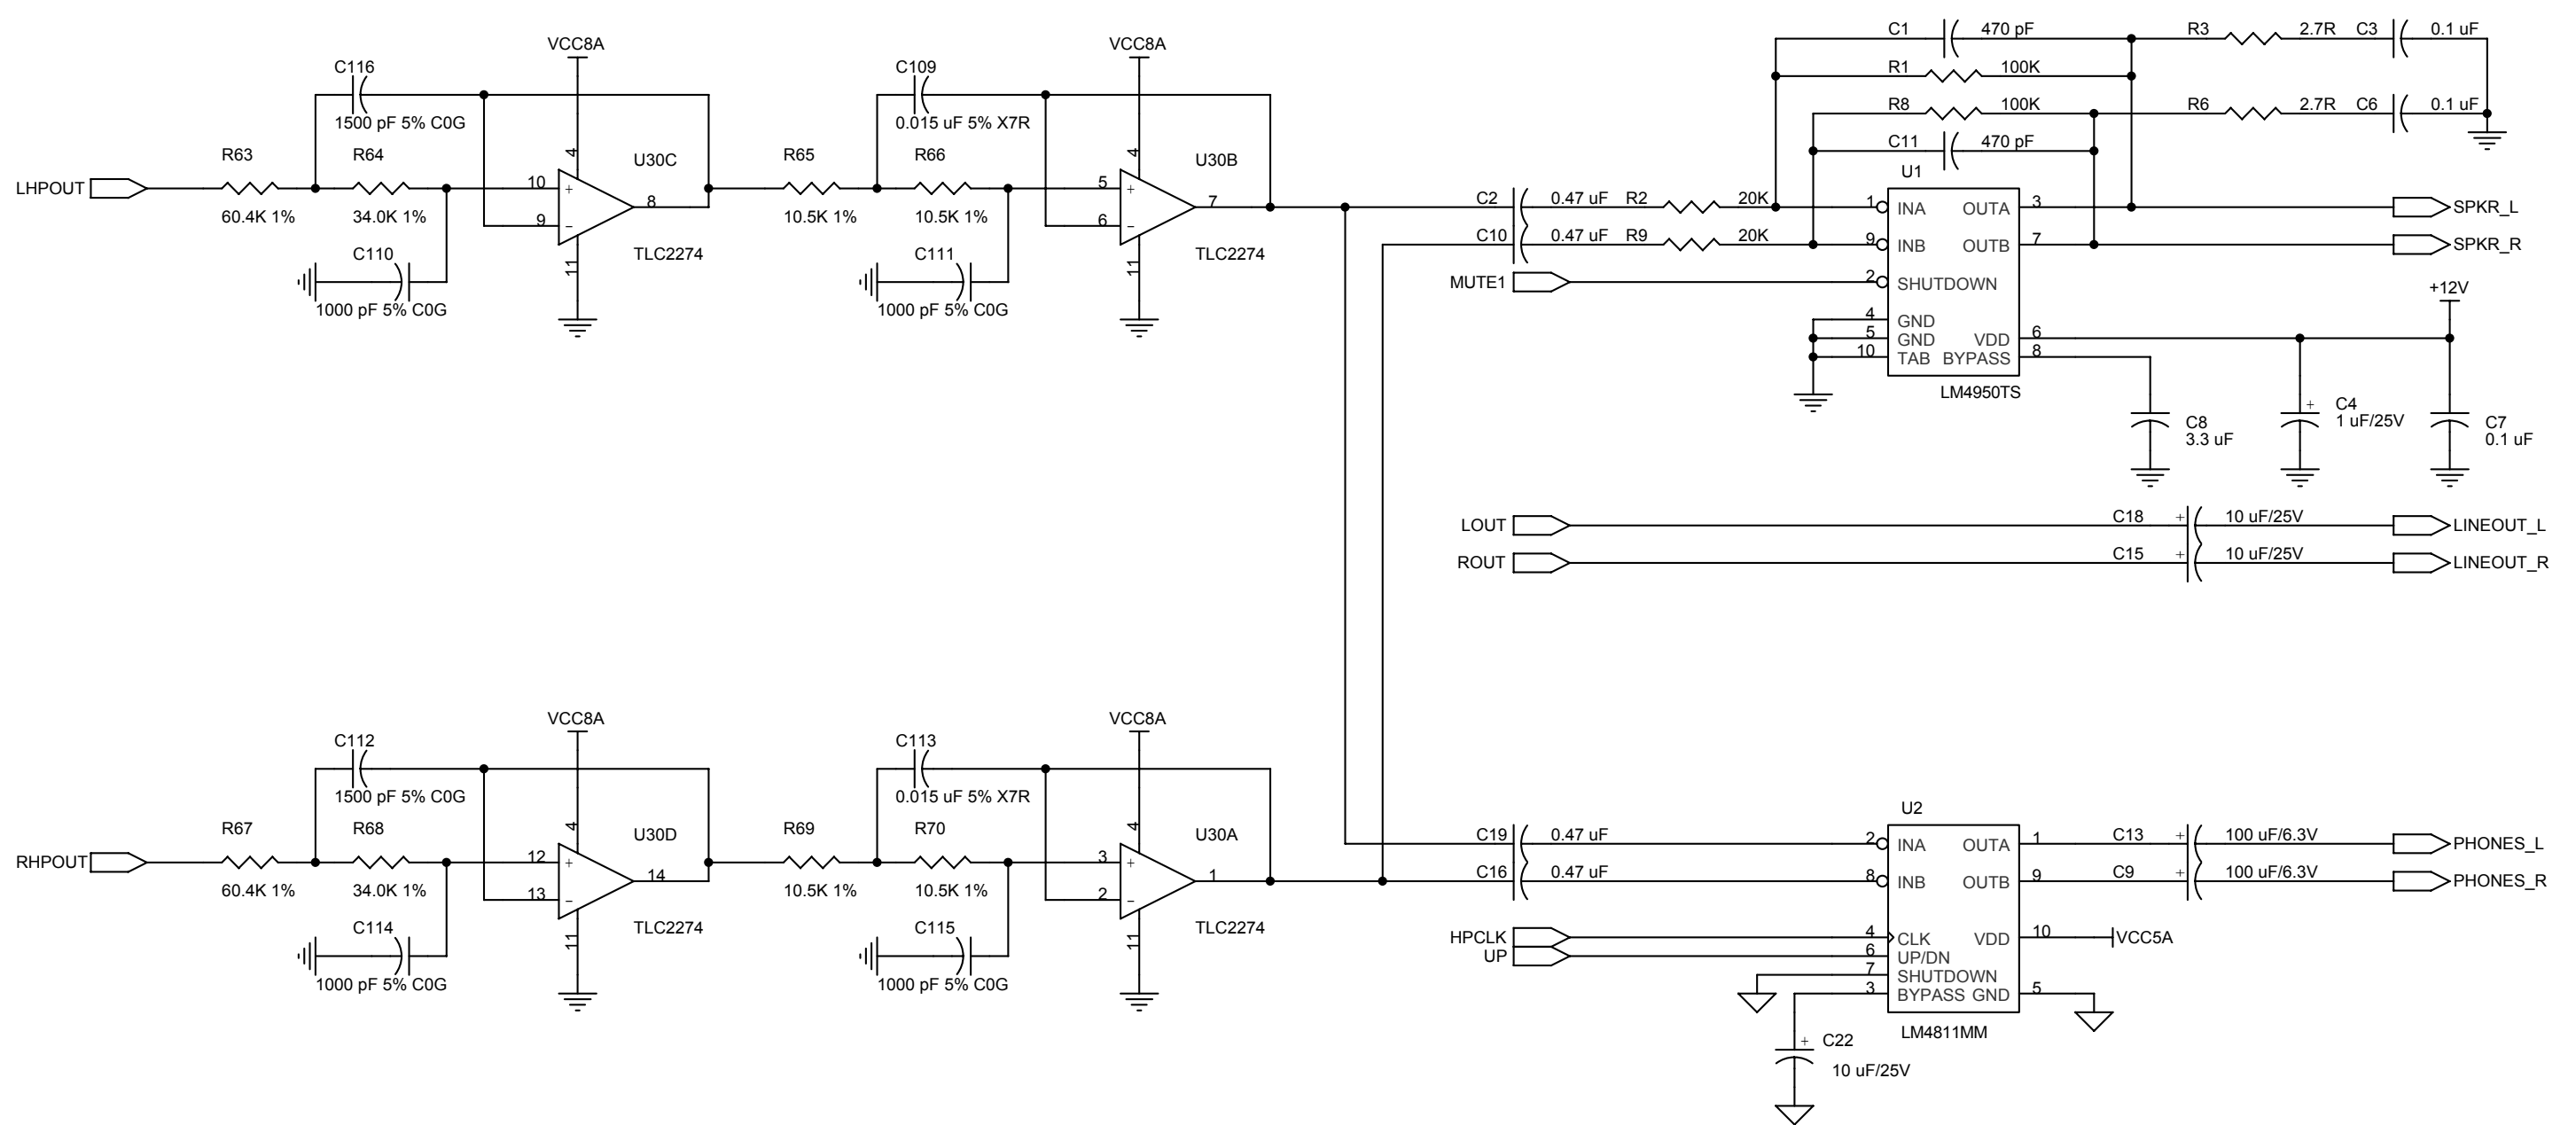 VCC8A
VCC8A
C116
1500 pF 5% C0G
C109
0.015 uF 5% X7R
C1 470 pF
R3 2.7R C3 0.1 uF
R1 100K
R8 100K
R6 2.7R C6 0.1 uF
C11 470 pF
U1
LHPOUT
R63
60.4K 1%
R64
34.0K 1%
4
10 +
9 −
8
11
U30C
TLC2274
C110
1000 pF 5% C0G
R65
10.5K 1%
R66
10.5K 1%
4
5 +
6 −
7
11
U30B
TLC2274
C111
1000 pF 5% C0G
C2 0.47 uF R2 20K
C10 0.47 uF R9 20K
MUTE1
1 INA OUTA 3
9 INB OUTB 7
2 SHUTDOWN
4 GND
5 GND VDD 6
10 TAB BYPASS 8
LM4950TS
SPKR_L
SPKR_R
+12V
C8
3.3 uF
+ C4
1 uF/25V
C7
0.1 uF
LOUT C18 + 10 uF/25V LINEOUT_L
ROUT C15 + 10 uF/25V LINEOUT_R
VCC8A
VCC8A
C112
1500 pF 5% C0G
C113
0.015 uF 5% X7R
RHPOUT
R67
60.4K 1%
R68
34.0K 1%
4
12 +
13 −
14
11
U30D
TLC2274
C114
1000 pF 5% C0G
R69
10.5K 1%
R70
10.5K 1%
4
3 +
2 −
1
11
U30A
TLC2274
C115
1000 pF 5% C0G
U2
C19 0.47 uF 2 INA OUTA 1 C13 + 100 uF/6.3V PHONES_L
C16 0.47 uF 8 INB OUTB 9 C9 + 100 uF/6.3V PHONES_R
HPCLK 4 CLK VDD 10 VCC5A
UP 6 UP/DN
7 SHUTDOWN
3 BYPASS GND 5
LM4811MM
+ C22
10 uF/25V